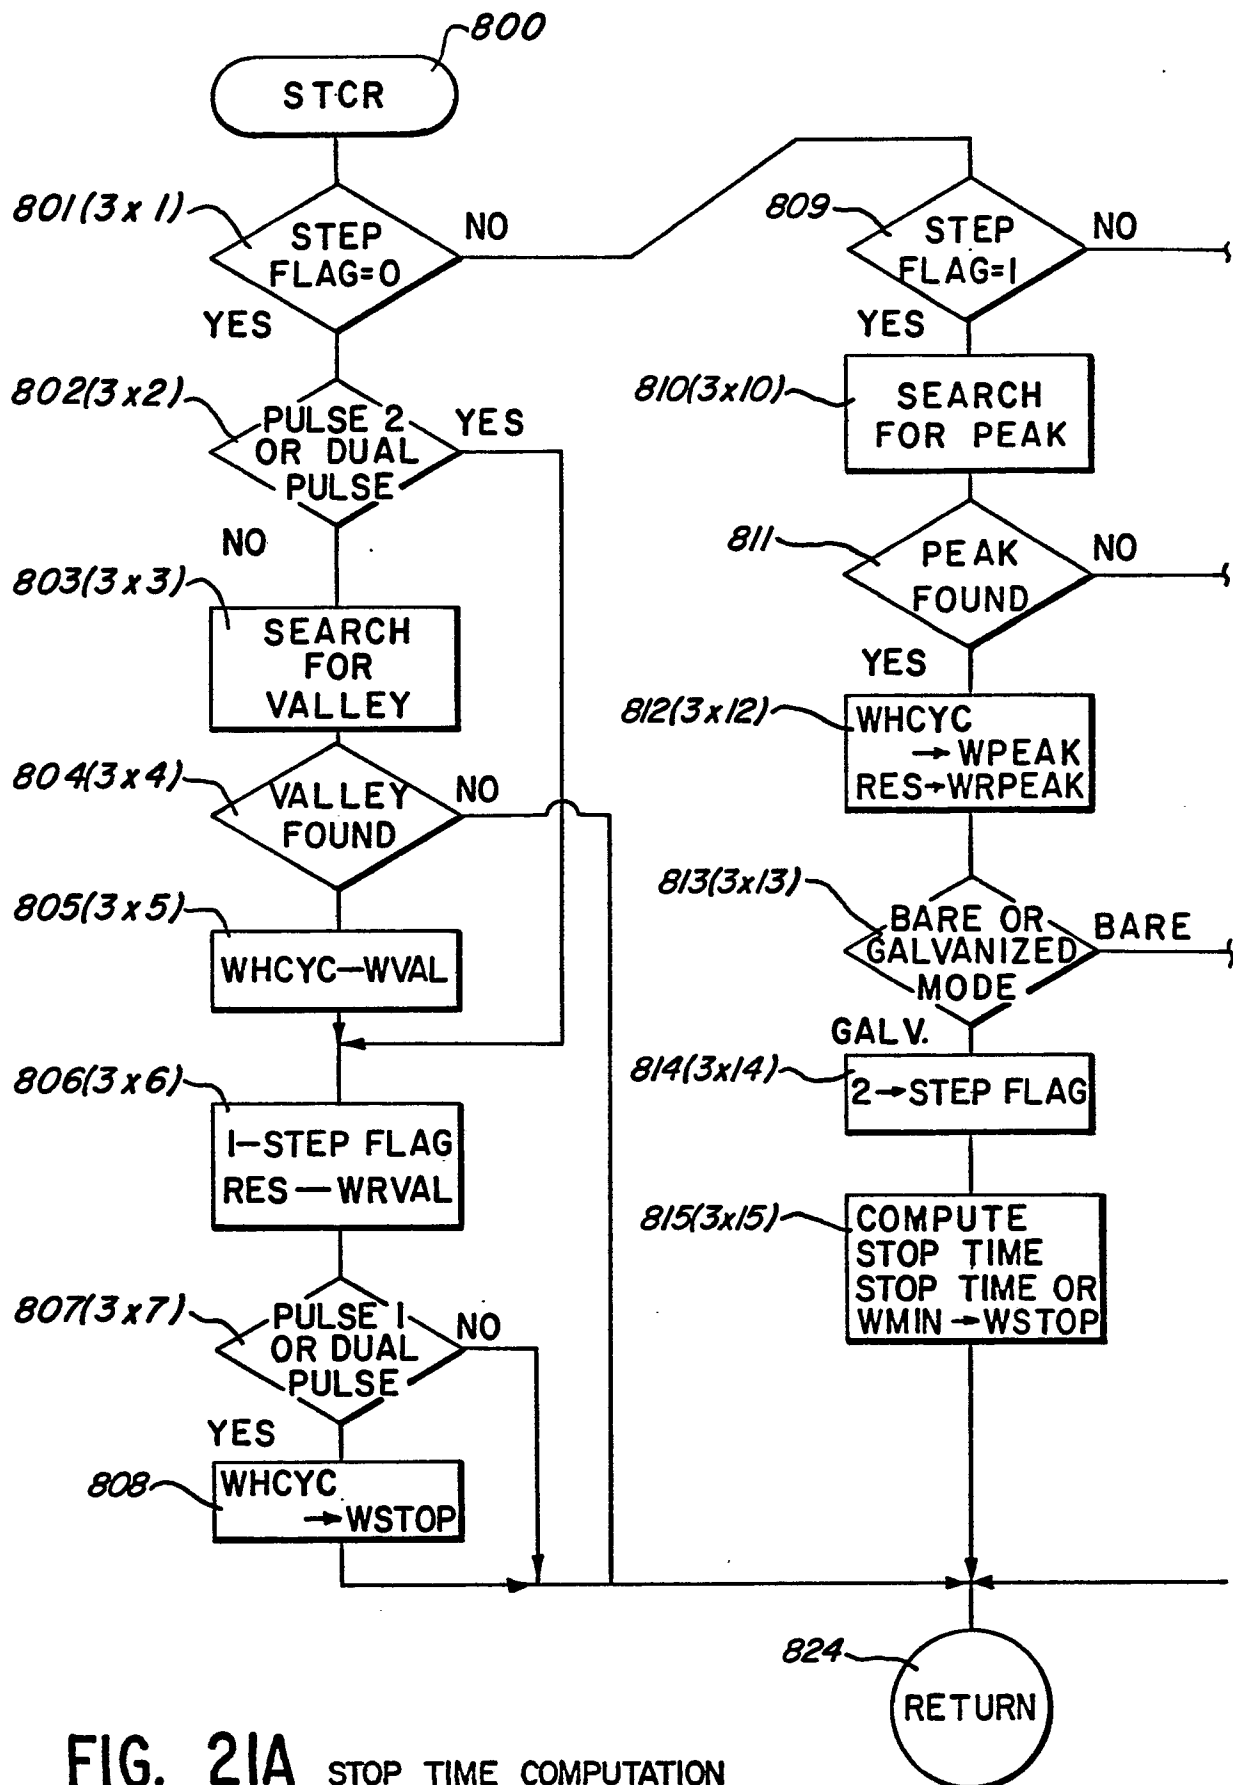 800
STCR
801(3x1)
STEP
FLAG=0
NO
YES
802(3x2)
PULSE 2
OR DUAL
PULSE
YES
NO
803(3x3)
SEARCH
FOR
VALLEY
804(3x4)
VALLEY
FOUND
NO
805(3x5)
WHCYC—WVAL
806(3x6)
1—STEP FLAG
RES — WRVAL
807(3x7)
PULSE 1
OR DUAL
PULSE
NO
YES
808
WHCYC
→WSTOP
809
STEP
FLAG=1
NO
YES
810(3x10)
SEARCH
FOR PEAK
811
PEAK
FOUND
NO
YES
812(3x12)
WHCYC
→ WPEAK
RES→WRPEAK
813(3x13)
BARE OR
GALVANIZED
MODE
BARE
GALV.
814(3x14)
2→STEP FLAG
815(3x15)
COMPUTE
STOP TIME
STOP TIME OR
WMIN →WSTOP
824
RETURN
FIG. 21A STOP TIME COMPUTATION